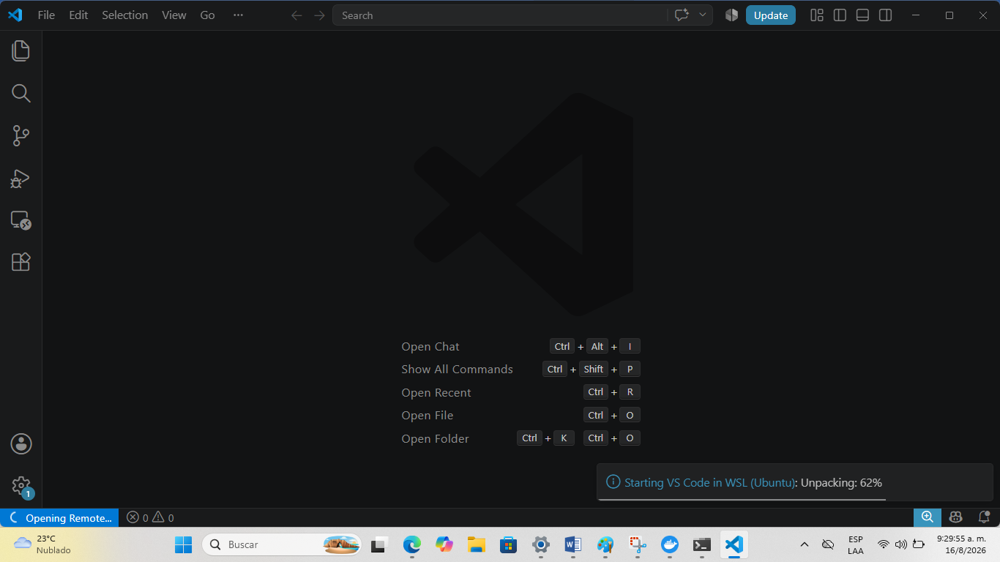 File Edit Selection View Go ··· Search Update
Open Chat Ctrl + Alt + I
Show All Commands Ctrl + Shift + P
Open Recent Ctrl + R
Open File Ctrl + O
Open Folder Ctrl + K Ctrl + O
Starting VS Code in WSL (Ubuntu): Unpacking: 62%
1
Opening Remote... 0 0
23°C
Nublado
Buscar
ESP
LAA
9:29:55 a. m.
16/8/2026